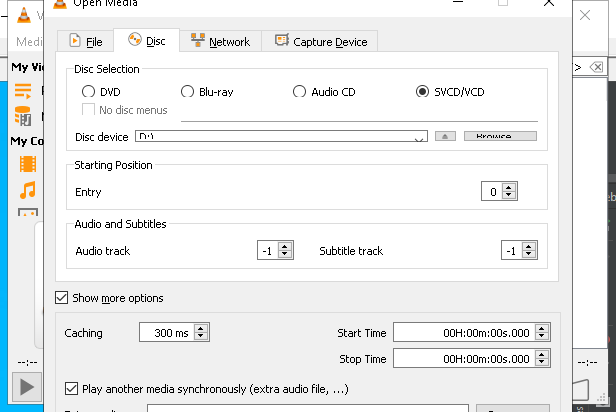 Open Media
Medi
File
Disc
Network
Capture Device
My Vi
Disc Selection
DVD
Blu-ray
Audio CD
SVCD/VCD
No disc menus
Disc device
D:\
Browse...
My Co
Starting Position
Entry
0
Audio and Subtitles
Audio track
-1
Subtitle track
-1
Show more options
Caching
300 ms
Start Time
00H:00m:00s.000
--:--
Stop Time
00H:00m:00s.000
--:--
Play another media synchronously (extra audio file, ...)